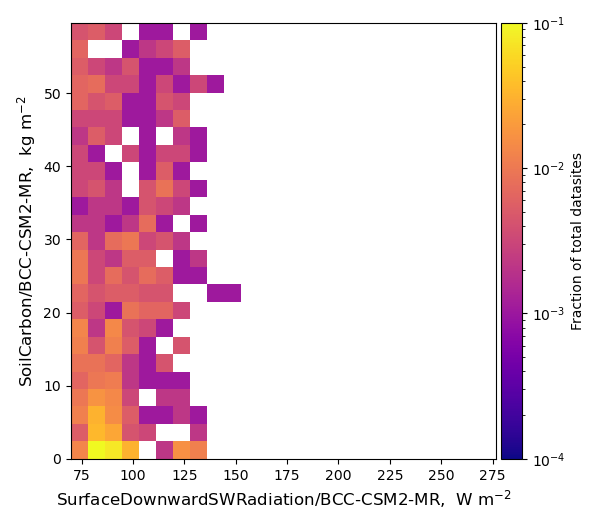 SoilCarbon/BCC-CSM2-MR, kg m⁻²
50
40
30
20
10
0
75 100 125 150 175 200 225 250 275
SurfaceDownwardSWRadiation/BCC-CSM2-MR, W m⁻²
10⁻¹
10⁻²
10⁻³
10⁻⁴
Fraction of total datasites